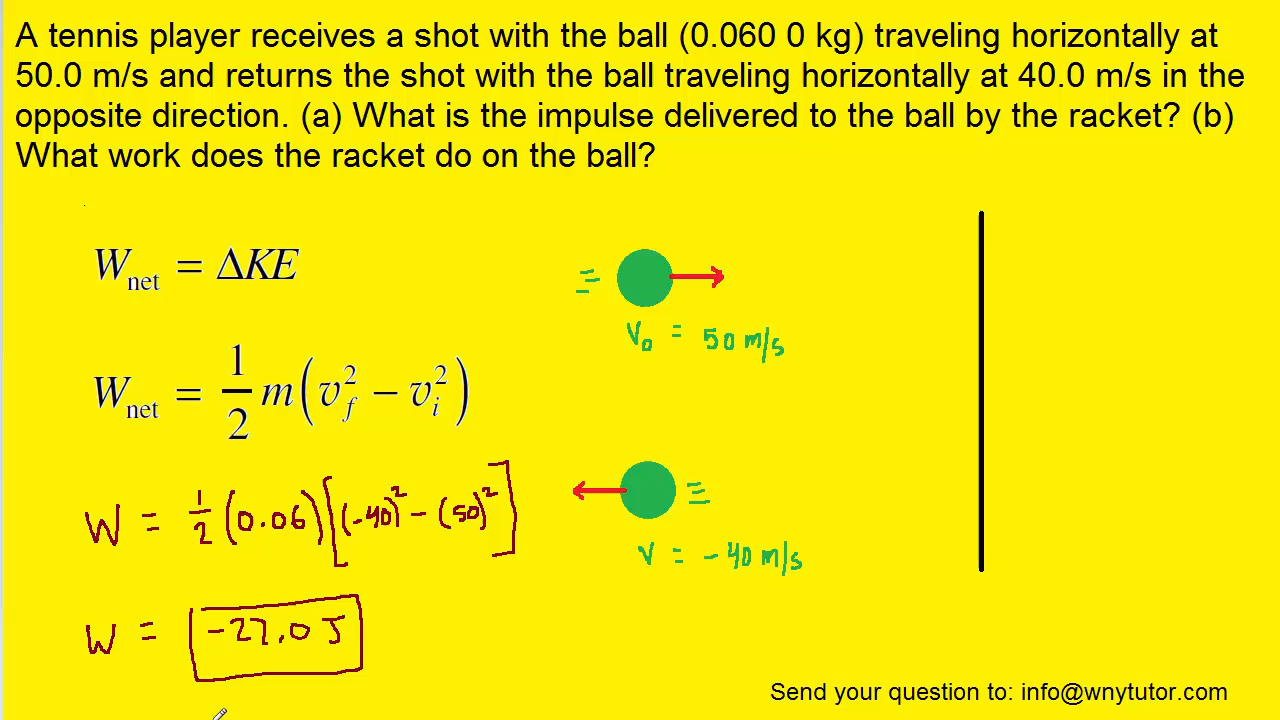 A tennis player receives a shot with the ball (0.060 0 kg) traveling horizontally at
50.0 m/s and returns the shot with the ball traveling horizontally at 40.0 m/s in the
opposite direction. (a) What is the impulse delivered to the ball by the racket? (b)
What work does the racket do on the ball?
W_net = ΔKE
v₀ = 50 m/s
W_net = 1/2 m(v_f^2 − v_i^2)
W = 1/2 (0.06)[(-40)^2 − (50)^2]
v = -40 m/s
W = -27.0 J
Send your question to: info@wnytutor.com